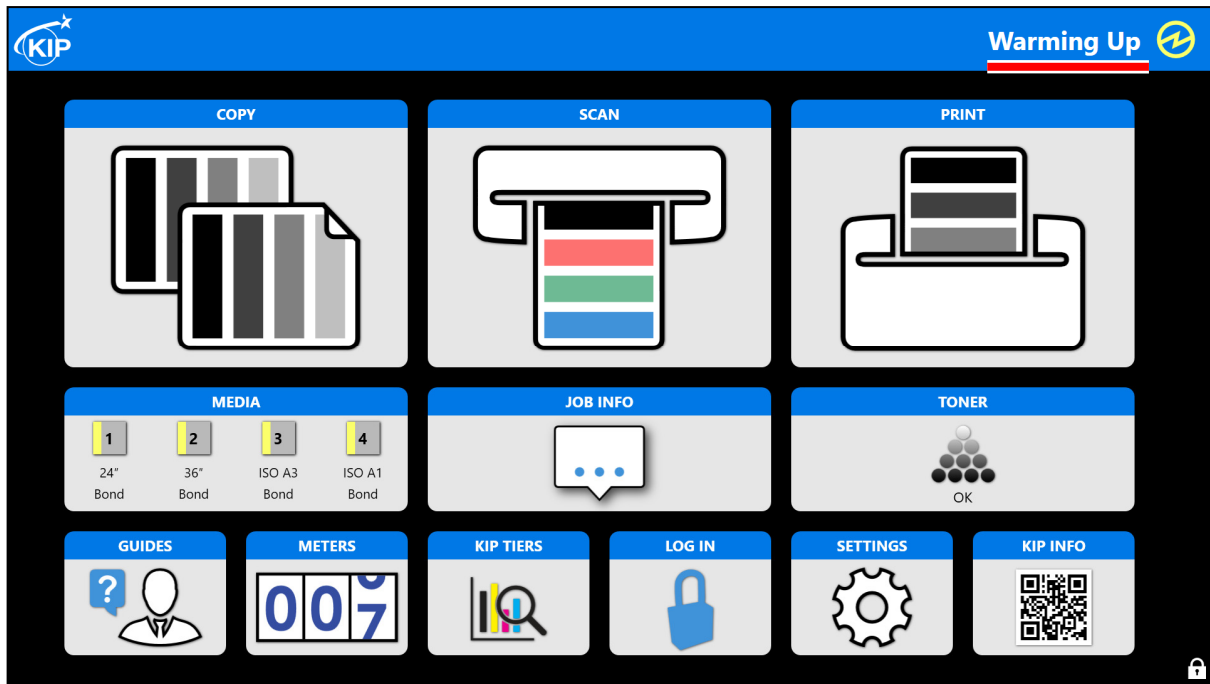 KIP
Warming Up
COPY
SCAN
PRINT
MEDIA
1 2 3 4
24" 36" ISO A3 ISO A1
Bond Bond Bond Bond
JOB INFO
TONER
OK
GUIDES
?
METERS
007
KIP TIERS
LOG IN
SETTINGS
KIP INFO